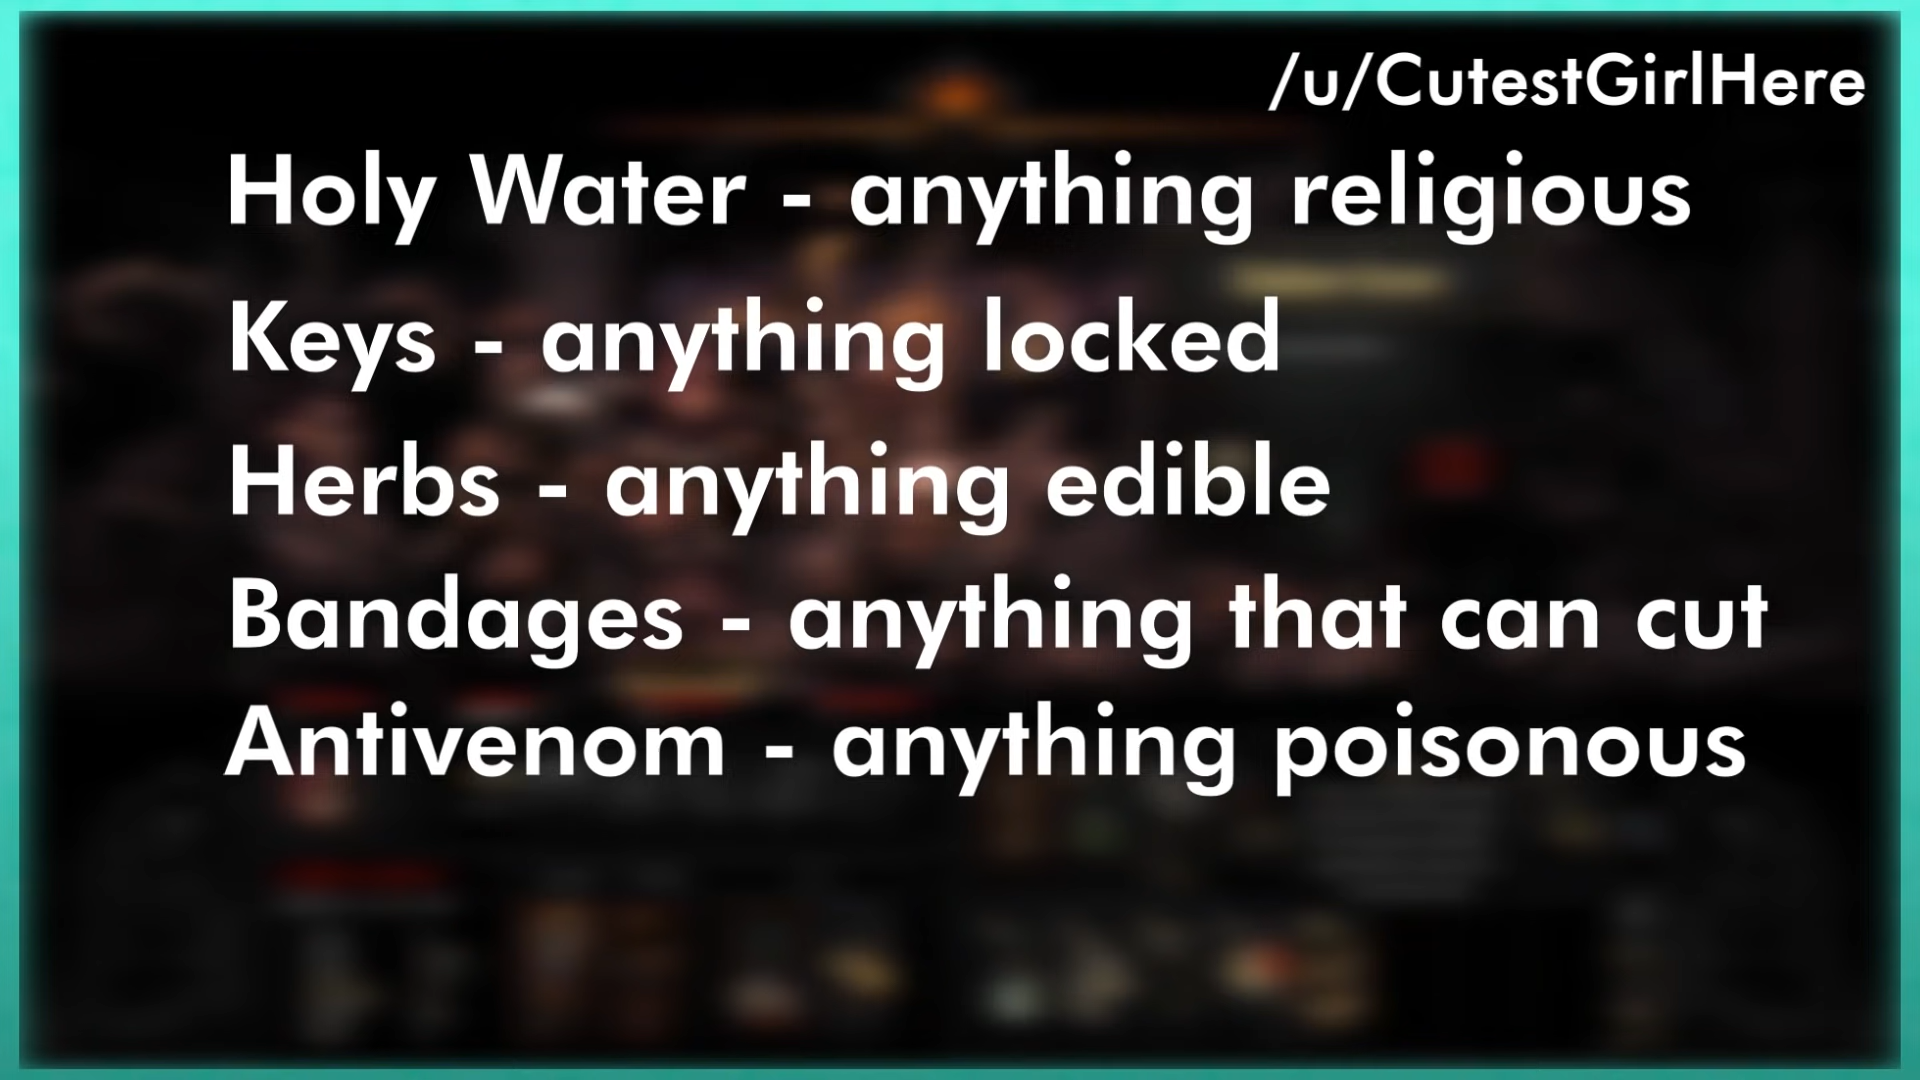 /u/CutestGirlHere
Holy Water - anything religious
Keys - anything locked
Herbs - anything edible
Bandages - anything that can cut
Antivenom - anything poisonous